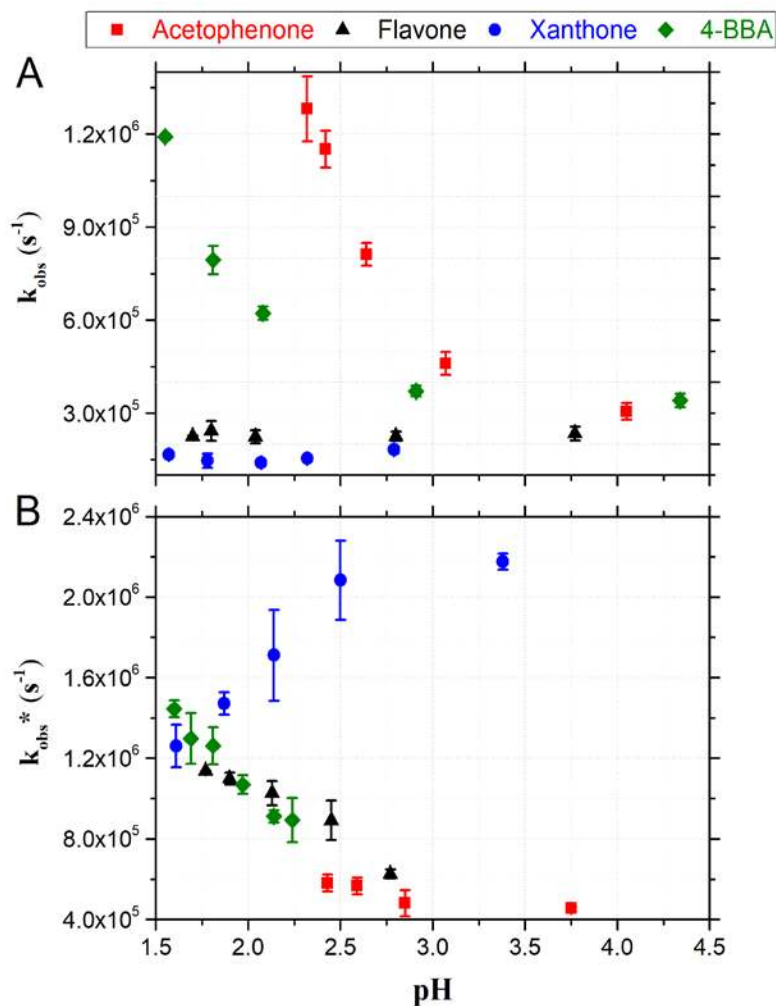 Acetophenone Flavone Xanthone 4-BBA
A
1.2x10⁶
9.0x10⁵
6.0x10⁵
3.0x10⁵
k_obs (s⁻¹)
B
2.4x10⁶
2.0x10⁶
1.6x10⁶
1.2x10⁶
8.0x10⁵
4.0x10⁵
k_obs* (s⁻¹)
1.5 2.0 2.5 3.0 3.5 4.0 4.5
pH